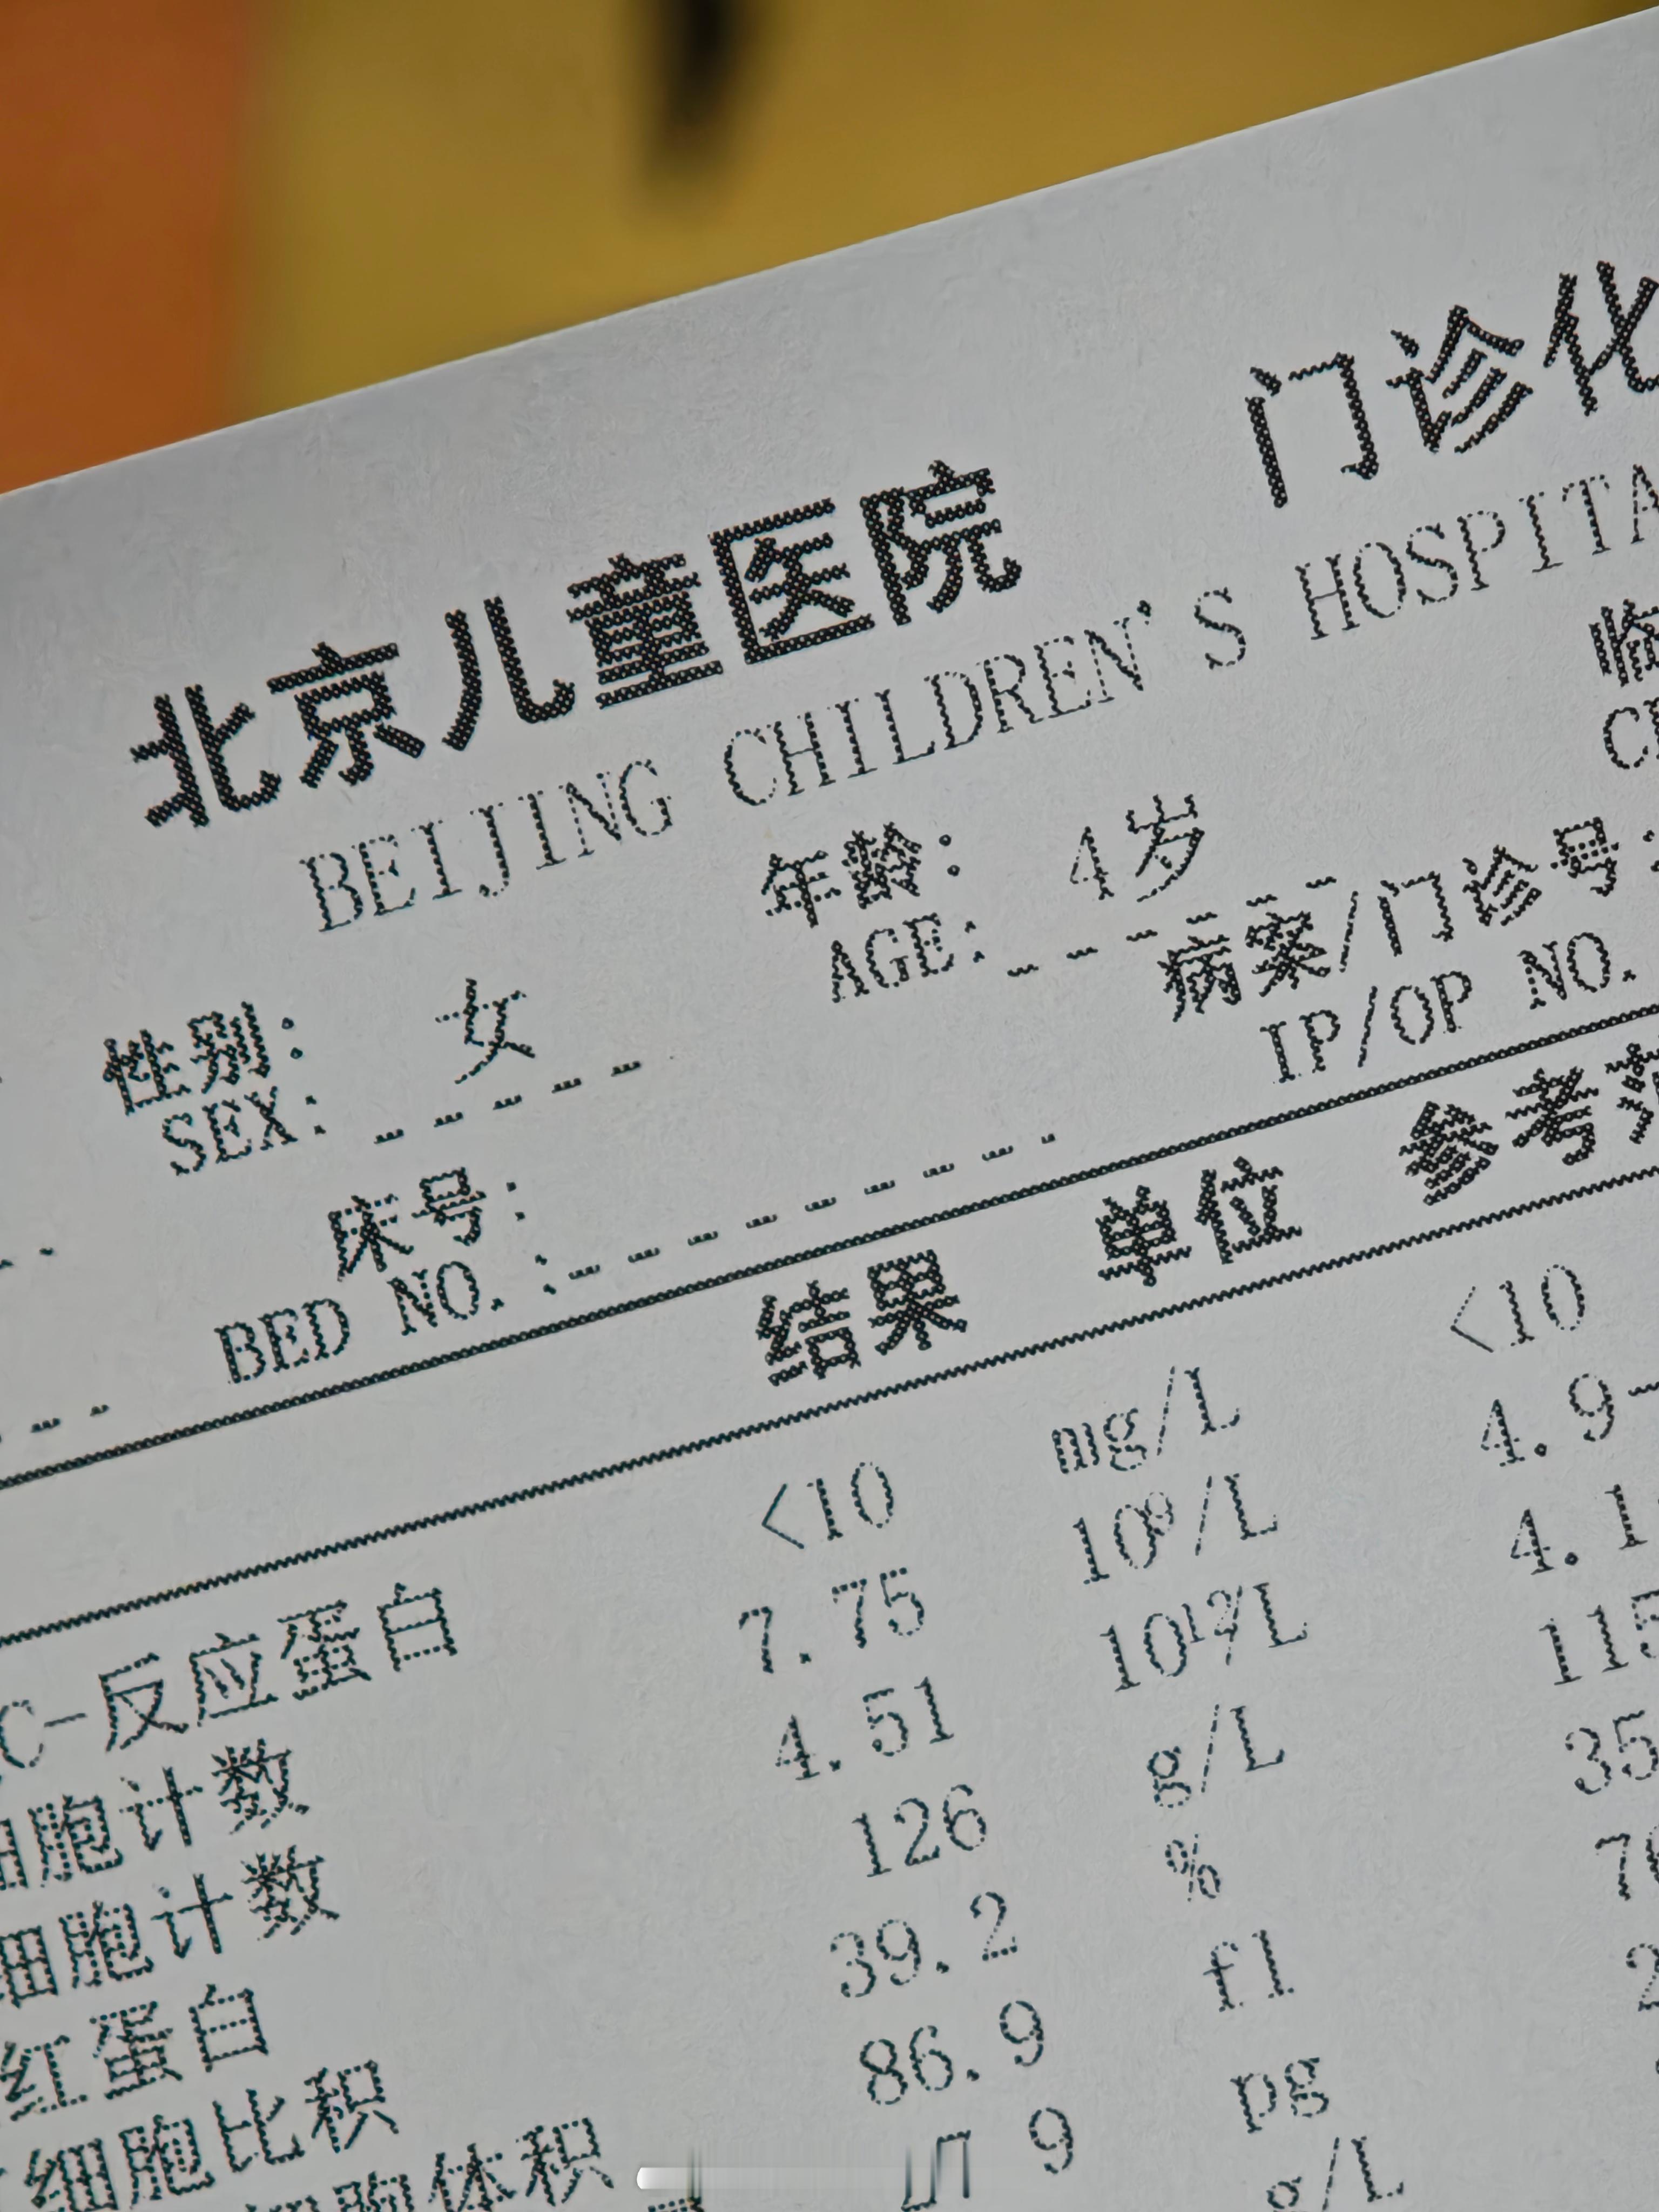 北京儿童医院 门诊化
BEIJING CHILDREN'S HOSPITA
性别: 女 年龄: 4岁 临
SEX: AGE: C
床号: 病案/门诊号:
BED NO. : IP/OP NO.
结果 单位 参考
C-反应蛋白 <10 mg/L <10
细胞计数 7.75 10⁹/L 4.9-
细胞计数 4.51 10¹²/L 4.1
红蛋白 126 g/L 115
细胞比积 39.2 % 35
体积 86.9 fl
9 pg
g/L